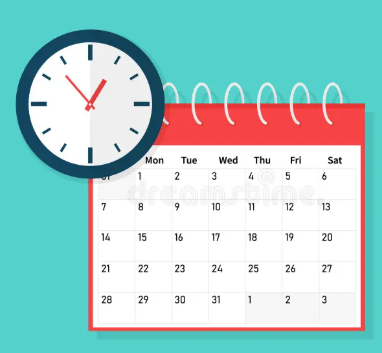 Mon Tue Wed Thu Fri Sat
31 1 2 3 4 5 6
7 8 9 10 11 12 13
14 15 16 17 18 19 20
21 22 23 24 25 26 27
28 29 30 31 1 2 3
dreamstime